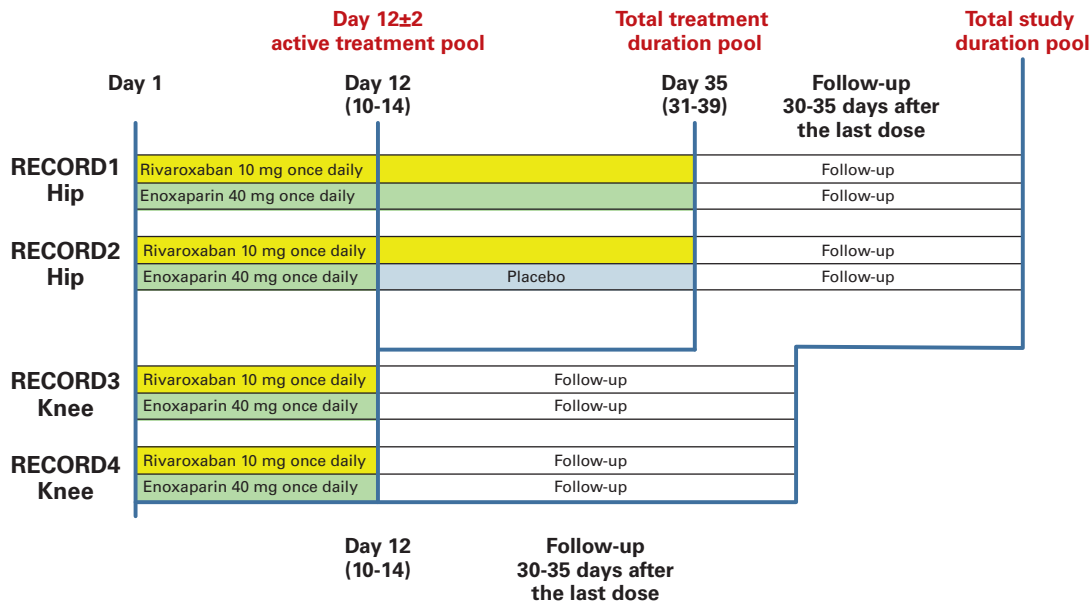 Day 12±2
active treatment pool
Total treatment
duration pool
Total study
duration pool
Day 1
Day 12
(10-14)
Day 35
(31-39)
Follow-up
30-35 days after
the last dose
RECORD1
Hip
Rivaroxaban 10 mg once daily
Follow-up
Enoxaparin 40 mg once daily
Follow-up
RECORD2
Hip
Rivaroxaban 10 mg once daily
Follow-up
Enoxaparin 40 mg once daily
Placebo
Follow-up
RECORD3
Knee
Rivaroxaban 10 mg once daily
Follow-up
Enoxaparin 40 mg once daily
Follow-up
RECORD4
Knee
Rivaroxaban 10 mg once daily
Follow-up
Enoxaparin 40 mg once daily
Follow-up
Day 12
(10-14)
Follow-up
30-35 days after
the last dose